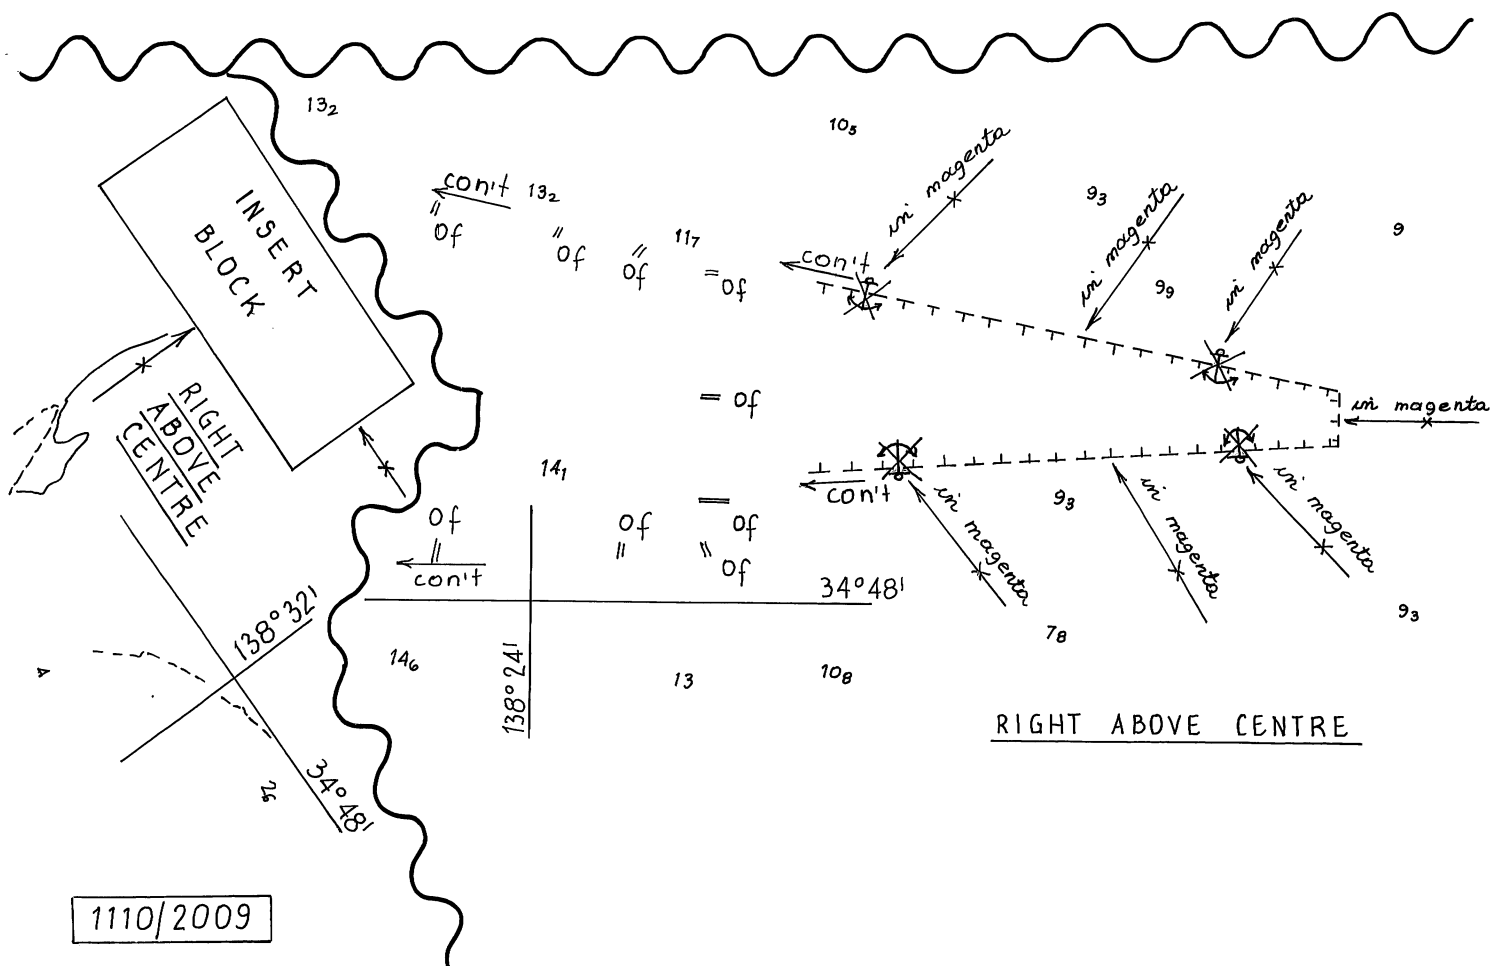 13₂
10₅
con't
13₂
in magenta
9₃
in magenta
in magenta
9
INSERT
BLOCK
of
of
of
11₇
of
con't
9₉
RIGHT
ABOVE
CENTRE
of
in magenta
14₁
con't
in magenta
9₃
in magenta
in magenta
of
of
of
con't
of
34°48'
138°32'
7₈
9₃
4
14₆
138°24'
13
10₈
RIGHT ABOVE CENTRE
34°48'
1110/2009